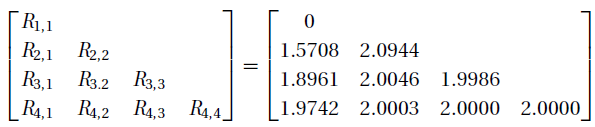 R1,1 = 0
R2,1 R2,2 1.5708 2.0944
R3,1 R3.2 R3,3 1.8961 2.0046 1.9986
R4,1 R4,2 R4,3 R4,4 1.9742 2.0003 2.0000 2.0000